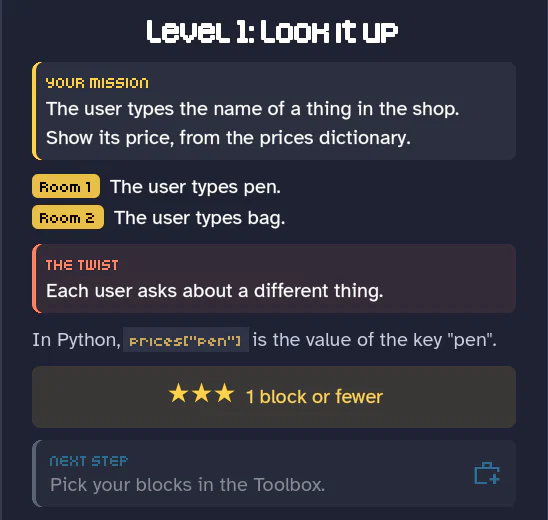 Level 1: Look it up
YOUR MISSION
The user types the name of a thing in the shop.
Show its price, from the prices dictionary.
Room 1 The user types pen.
Room 2 The user types bag.
THE TWIST
Each user asks about a different thing.
In Python, prices["pen"] is the value of the key "pen".
★★★ 1 block or fewer
NEXT STEP
Pick your blocks in the Toolbox.